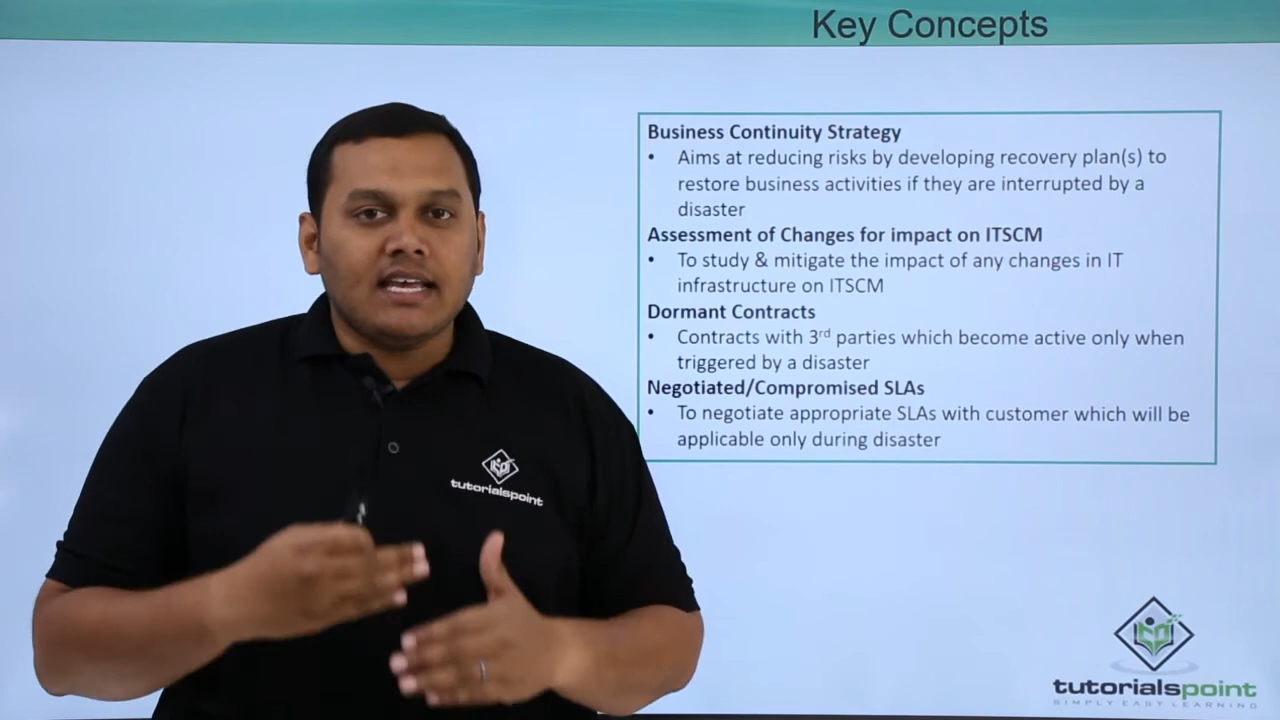 Key Concepts
Business Continuity Strategy
• Aims at reducing risks by developing recovery plan(s) to
restore business activities if they are interrupted by a
disaster
Assessment of Changes for impact on ITSCM
• To study & mitigate the impact of any changes in IT
infrastructure on ITSCM
Dormant Contracts
• Contracts with 3rd parties which become active only when
triggered by a disaster
Negotiated/Compromised SLAs
• To negotiate appropriate SLAs with customer which will be
applicable only during disaster
tutorialspoint
tutorialspoint
SIMPLY EASY LEARNING